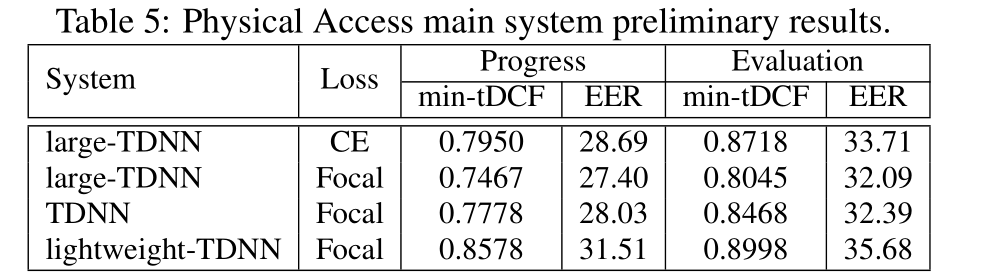 Table 5: Physical Access main system preliminary results.
System Loss Progress Evaluation
min-tDCF EER min-tDCF EER
large-TDNN CE 0.7950 28.69 0.8718 33.71
large-TDNN Focal 0.7467 27.40 0.8045 32.09
TDNN Focal 0.7778 28.03 0.8468 32.39
lightweight-TDNN Focal 0.8578 31.51 0.8998 35.68